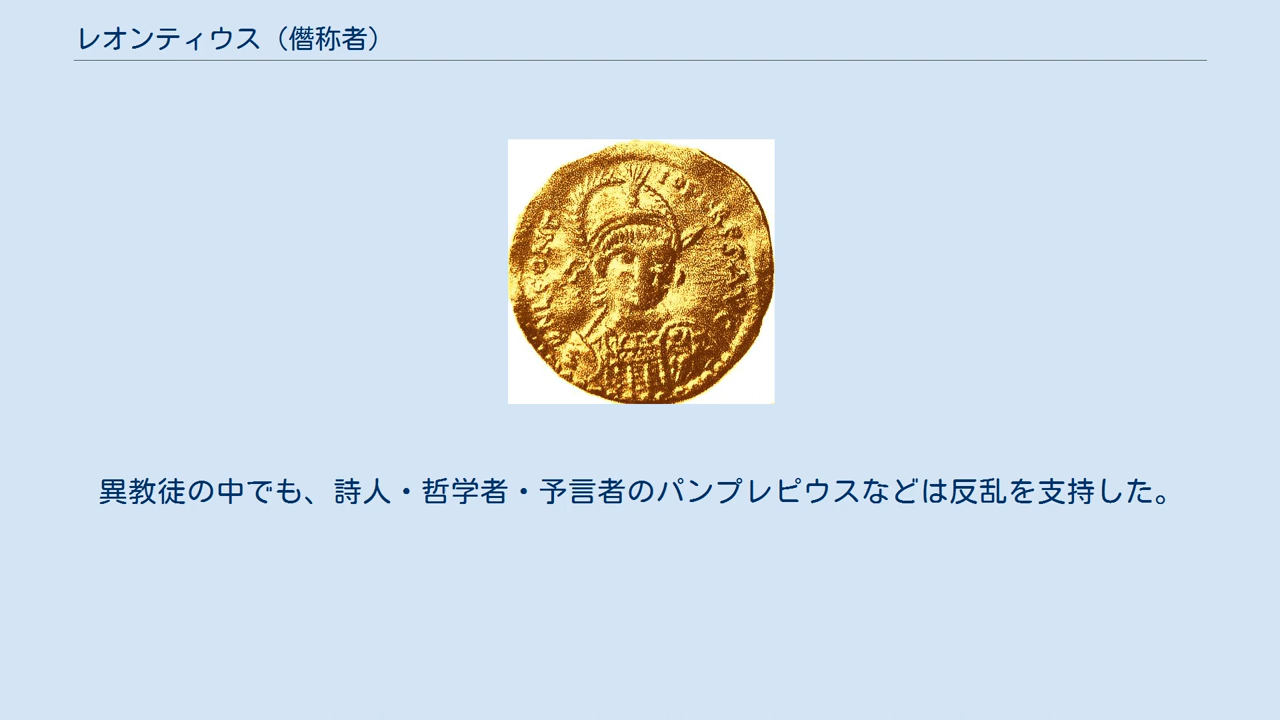 レオンティウス（僭称者）
異教徒の中でも、詩人・哲学者・予言者のパンプレピウスなどは反乱を支持した。